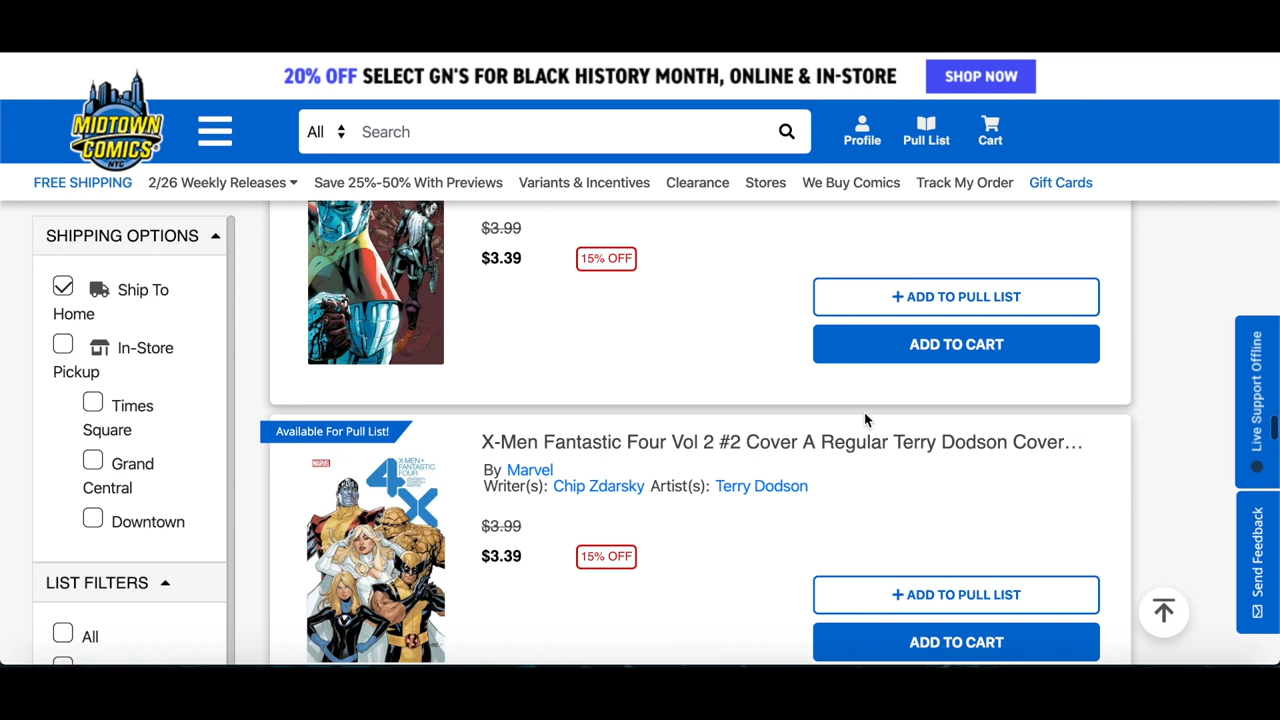 20% OFF SELECT GN'S FOR BLACK HISTORY MONTH, ONLINE & IN-STORE SHOP NOW
MIDTOWN
COMICS
NYC
All Search
Profile Pull List Cart
FREE SHIPPING 2/26 Weekly Releases Save 25%-50% With Previews Variants & Incentives Clearance Stores We Buy Comics Track My Order Gift Cards
SHIPPING OPTIONS
Ship To
Home
In-Store
Pickup
Times
Square
Grand
Central
Downtown
LIST FILTERS
All
$3.99
$3.39 15% OFF
+ ADD TO PULL LIST
ADD TO CART
Available For Pull List!
X-Men Fantastic Four Vol 2 #2 Cover A Regular Terry Dodson Cover…
By Marvel
Writer(s): Chip Zdarsky Artist(s): Terry Dodson
MARVEL
X-MEN+
FANTASTIC
FOUR
4X
$3.99
$3.39 15% OFF
+ ADD TO PULL LIST
ADD TO CART
Live Support Offline
Send Feedback